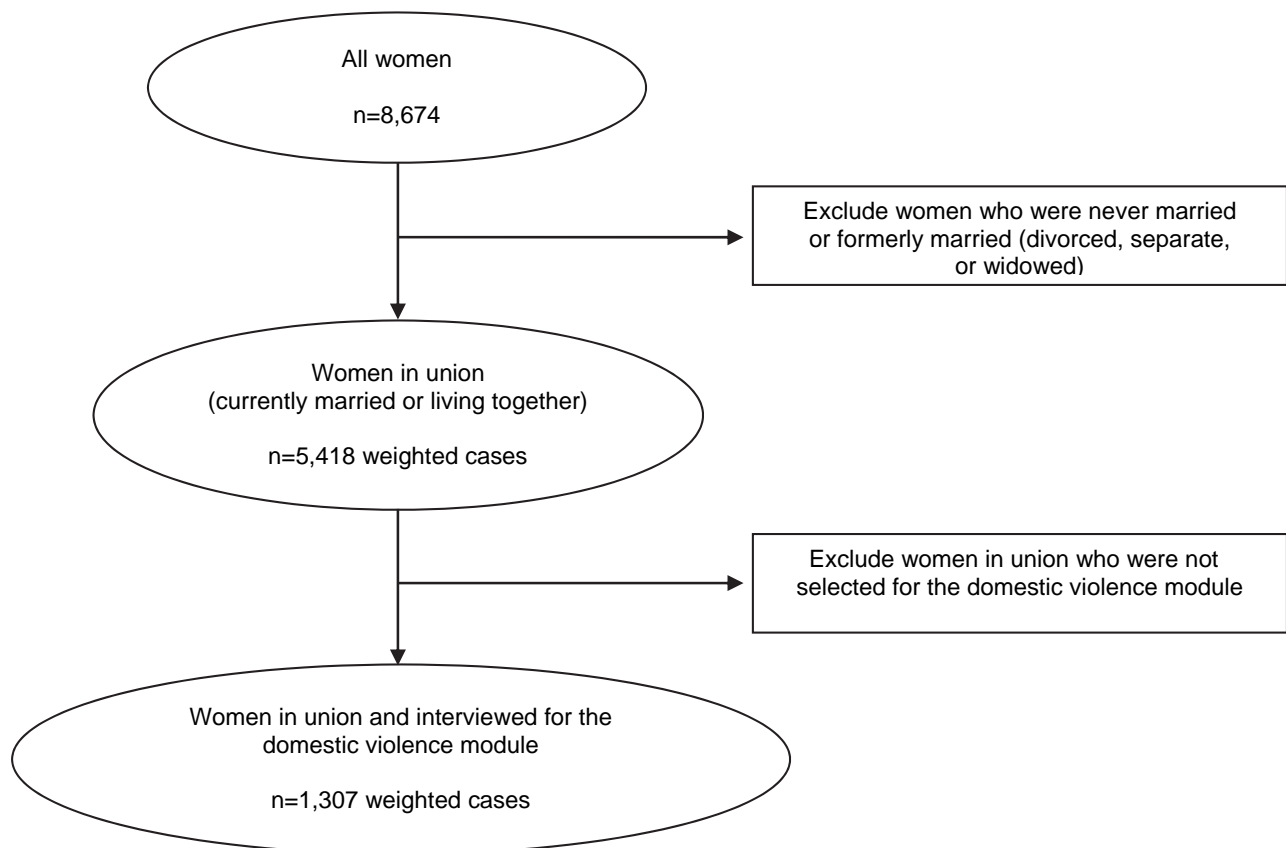 All women
n=8,674
Exclude women who were never married
or formerly married (divorced, separate,
or widowed)
Women in union
(currently married or living together)
n=5,418 weighted cases
Exclude women in union who were not
selected for the domestic violence module
Women in union and interviewed for the
domestic violence module
n=1,307 weighted cases